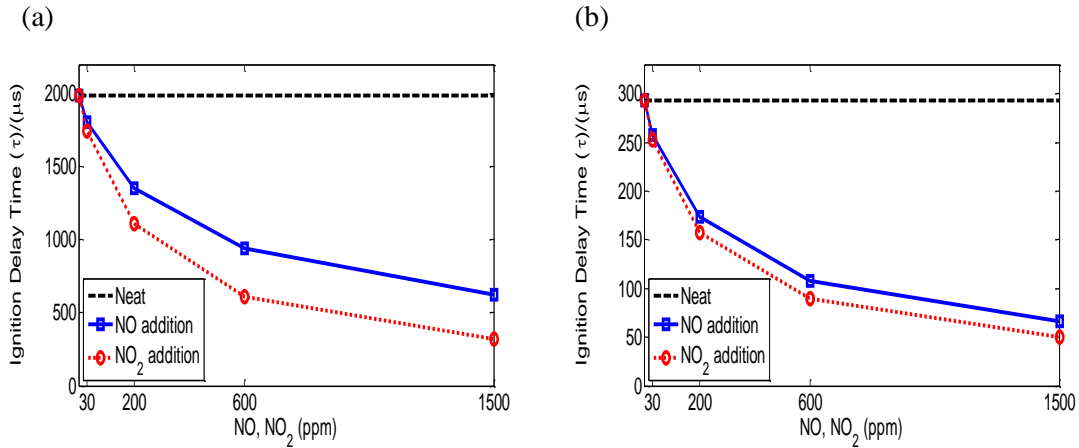 (a)
Ignition Delay Time (τ)/(μs)
2000
1500
1000
500
0
Neat
NO addition
NO2 addition
30 200 600 1500
NO, NO2 (ppm)
(b)
Ignition Delay Time (τ)/(μs)
300
250
200
150
100
50
0
Neat
NO addition
NO2 addition
30 200 600 1500
NO, NO2 (ppm)